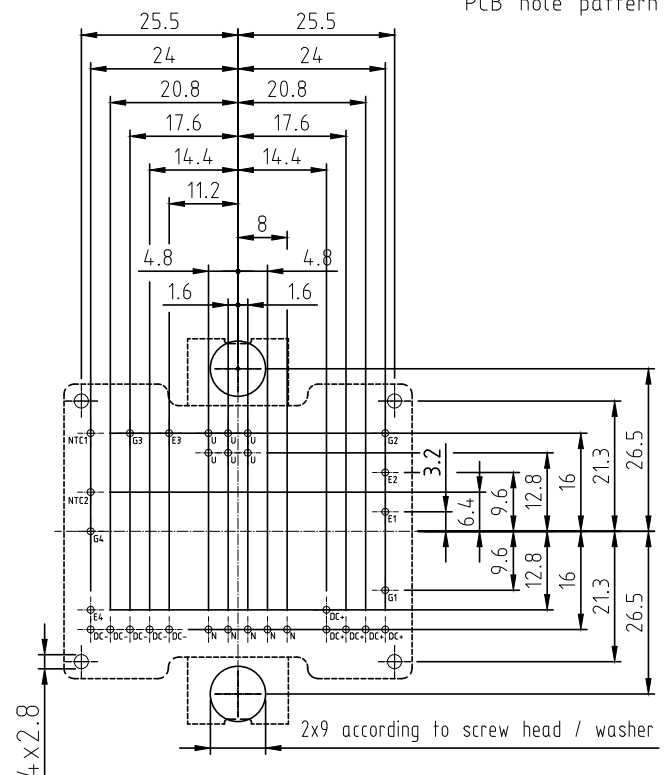 PCB hole pattern
25.5 25.5
24 24
20.8 20.8
17.6 17.6
14.4 14.4
11.2
8
4.8 4.8
1.6 1.6
NTC1 G3 E3 U U U G2
U U U E2
NTC2 E1
G4
G1
E4 DC+
DC- DC- DC- DC- DC- N N N N N DC+ DC+ DC+ DC+
3.2
6.4
9.6
12.8
16
21.3
26.5
9.6
12.8
16
21.3
26.5
4x2.8
2x9 according to screw head / washer